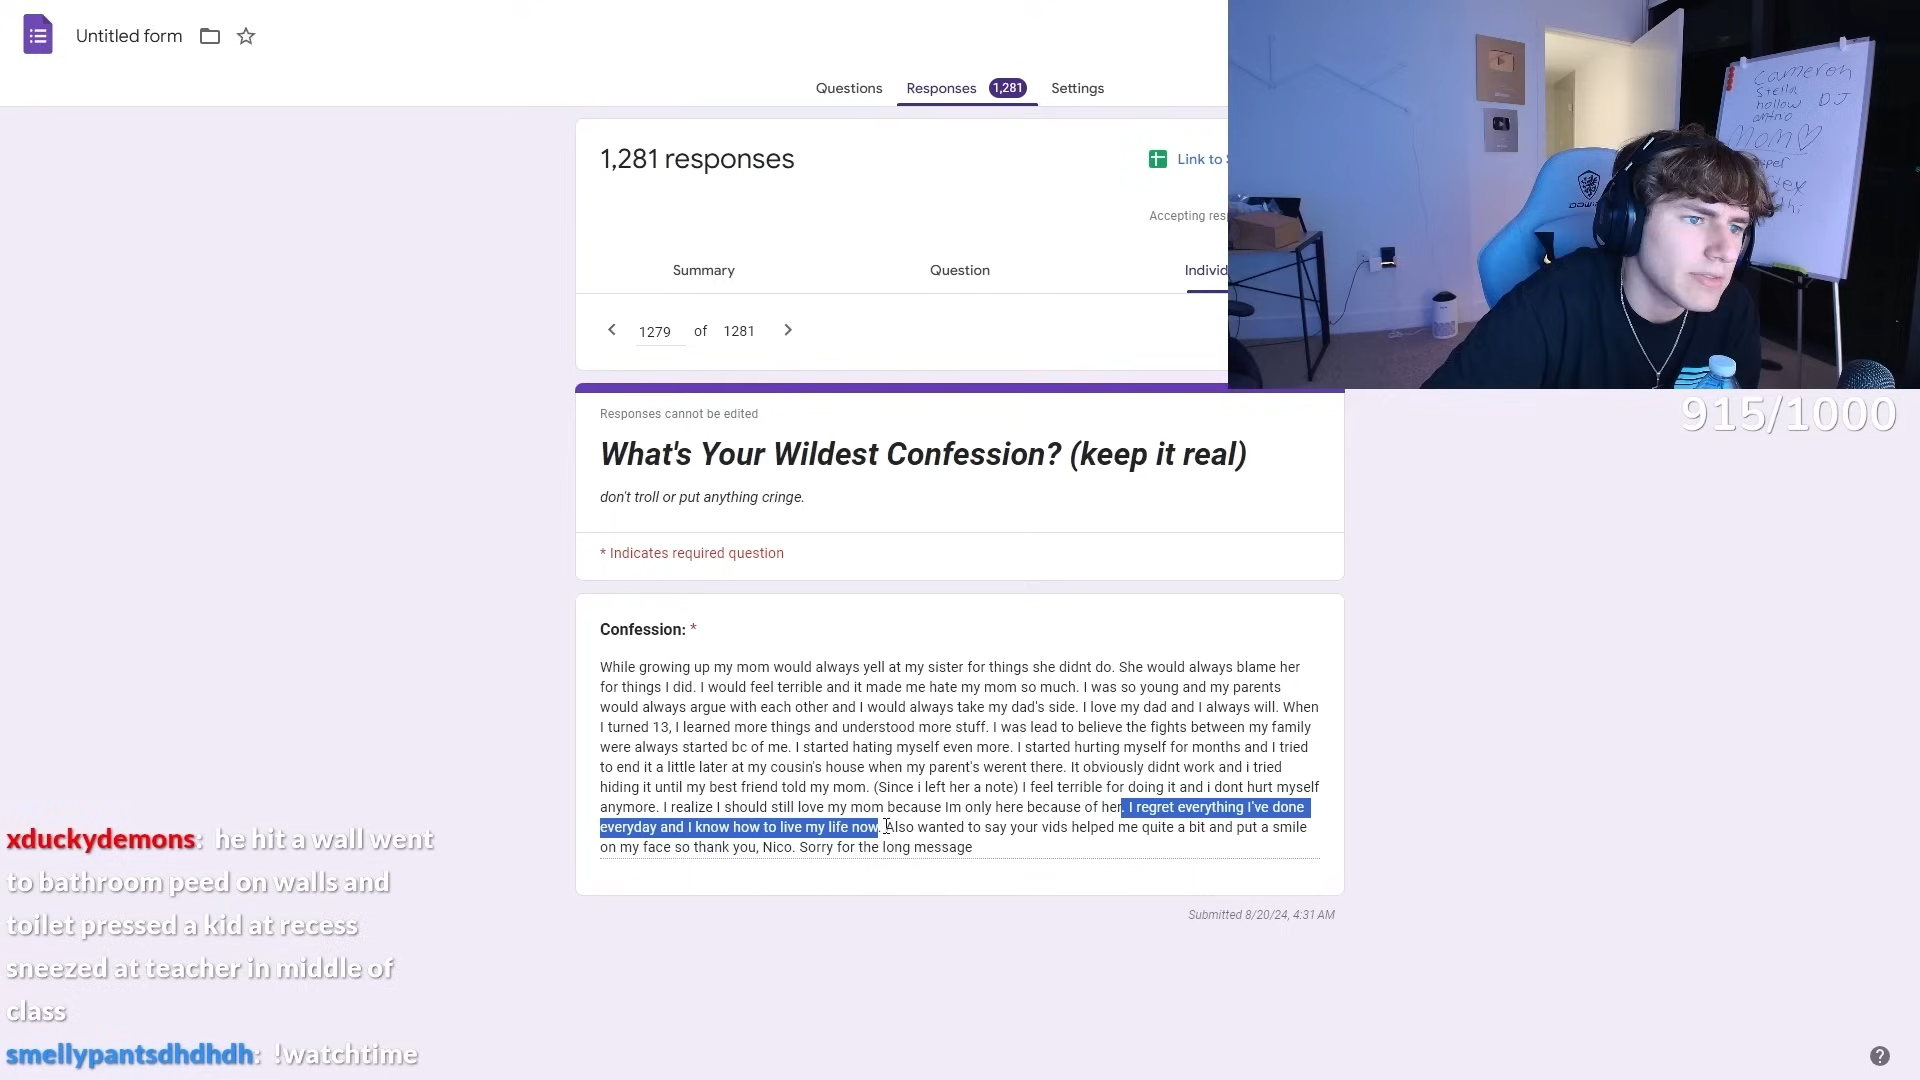 Untitled form
Questions
Responses
1,281
Settings
1,281 responses
Link to
Accepting resp
Summary
Question
Individ
1279 of 1281
Responses cannot be edited
What's Your Wildest Confession? (keep it real)
don't troll or put anything cringe.
* Indicates required question
Confession: *
While growing up my mom would always yell at my sister for things she didnt do. She would always blame her
for things I did. I would feel terrible and it made me hate my mom so much. I was so young and my parents
would always argue with each other and I would always take my dad's side. I love my dad and I always will. When
I turned 13, I learned more things and understood more stuff. I was lead to believe the fights between my family
were always started bc of me. I started hating myself even more. I started hurting myself for months and I tried
to end it a little later at my cousin's house when my parent's werent there. It obviously didnt work and i tried
hiding it until my best friend told my mom. (Since i left her a note) I feel terrible for doing it and i dont hurt myself
anymore. I realize I should still love my mom because Im only here because of her. I regret everything I've done
everyday and I know how to live my life now. Also wanted to say your vids helped me quite a bit and put a smile
on my face so thank you, Nico. Sorry for the long message
Submitted 8/20/24, 4:31 AM
Cameron
Stella
hollow DJ
MOM
915/1000
xduckydemons: he hit a wall went
to bathroom peed on walls and
toilet pressed a kid at recess
sneezed at teacher in middle of
class
smellypantsdhdhdh: !watchtime